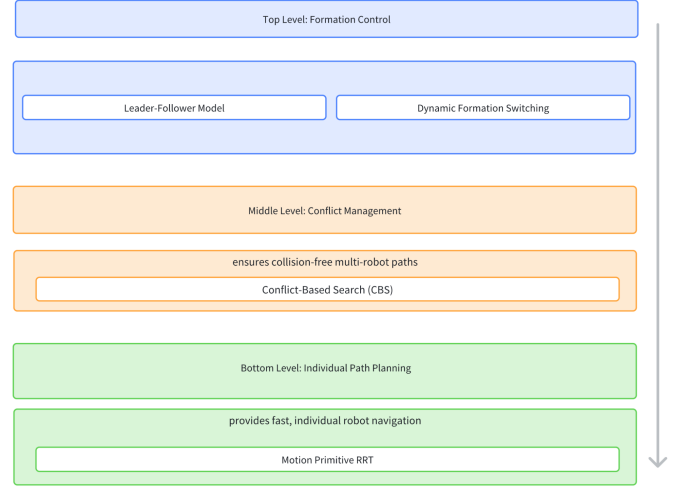 Top Level: Formation Control
Leader-Follower Model
Dynamic Formation Switching
Middle Level: Conflict Management
ensures collision-free multi-robot paths
Conflict-Based Search (CBS)
Bottom Level: Individual Path Planning
provides fast, individual robot navigation
Motion Primitive RRT